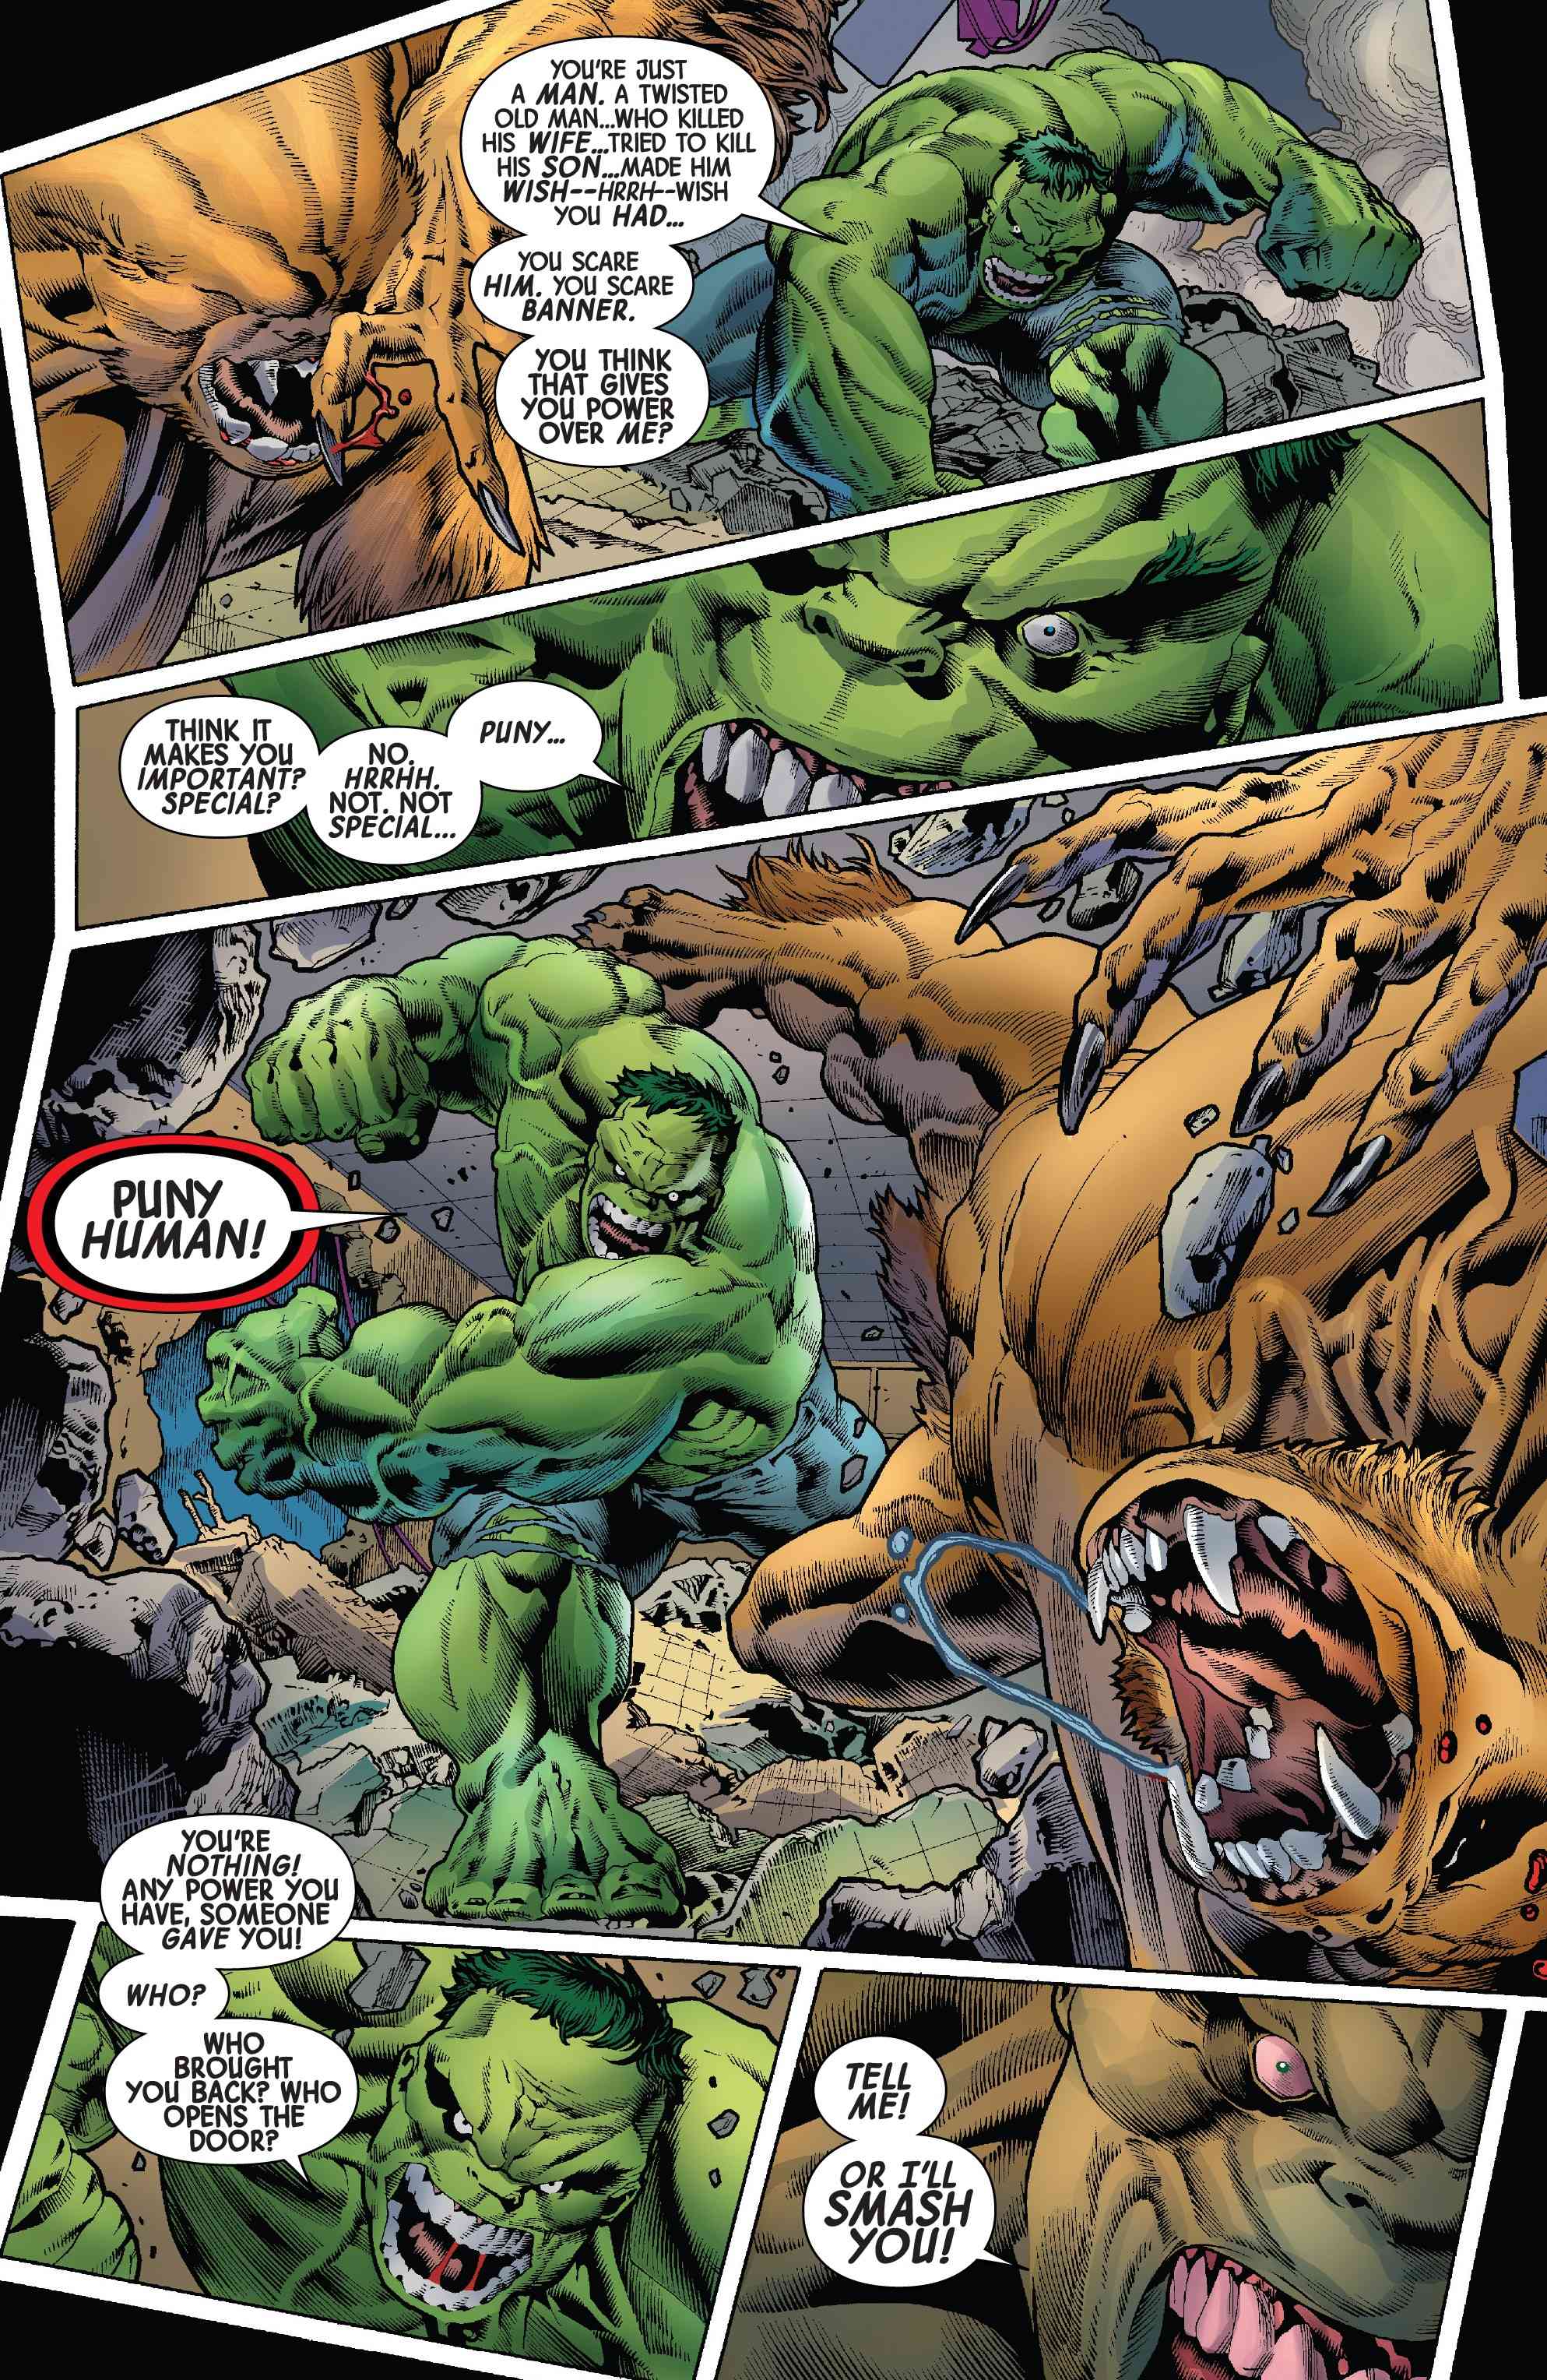 YOU'RE JUST
A MAN. A TWISTED
OLD MAN...WHO KILLED
HIS WIFE...TRIED TO KILL
HIS SON...MADE HIM
WISH--HRRH--WISH
YOU HAD...
YOU SCARE
HIM. YOU SCARE
BANNER.
YOU THINK
THAT GIVES
YOU POWER
OVER ME?
THINK IT
MAKES YOU
IMPORTANT?
SPECIAL?
NO.
HRRHH.
NOT. NOT
SPECIAL...
PUNY...
PUNY
HUMAN!
YOU'RE
NOTHING!
ANY POWER YOU
HAVE, SOMEONE
GAVE YOU!
WHO?
WHO
BROUGHT
YOU BACK? WHO
OPENS THE
DOOR?
TELL
ME!
OR I'LL
SMASH
YOU!